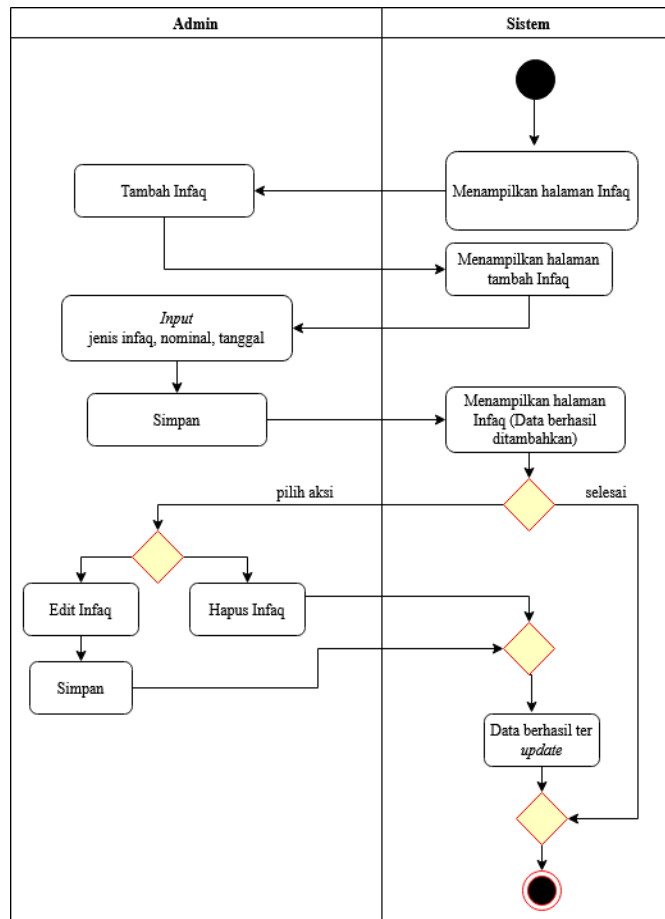 Admin
Sistem
Menampilkan halaman Infaq
Tambah Infaq
Menampilkan halaman
tambah Infaq
Input
jenis infaq, nominal, tanggal
Simpan
Menampilkan halaman
Infaq (Data berhasil
ditambahkan)
pilih aksi
selesai
Edit Infaq
Hapus Infaq
Simpan
Data berhasil ter
update